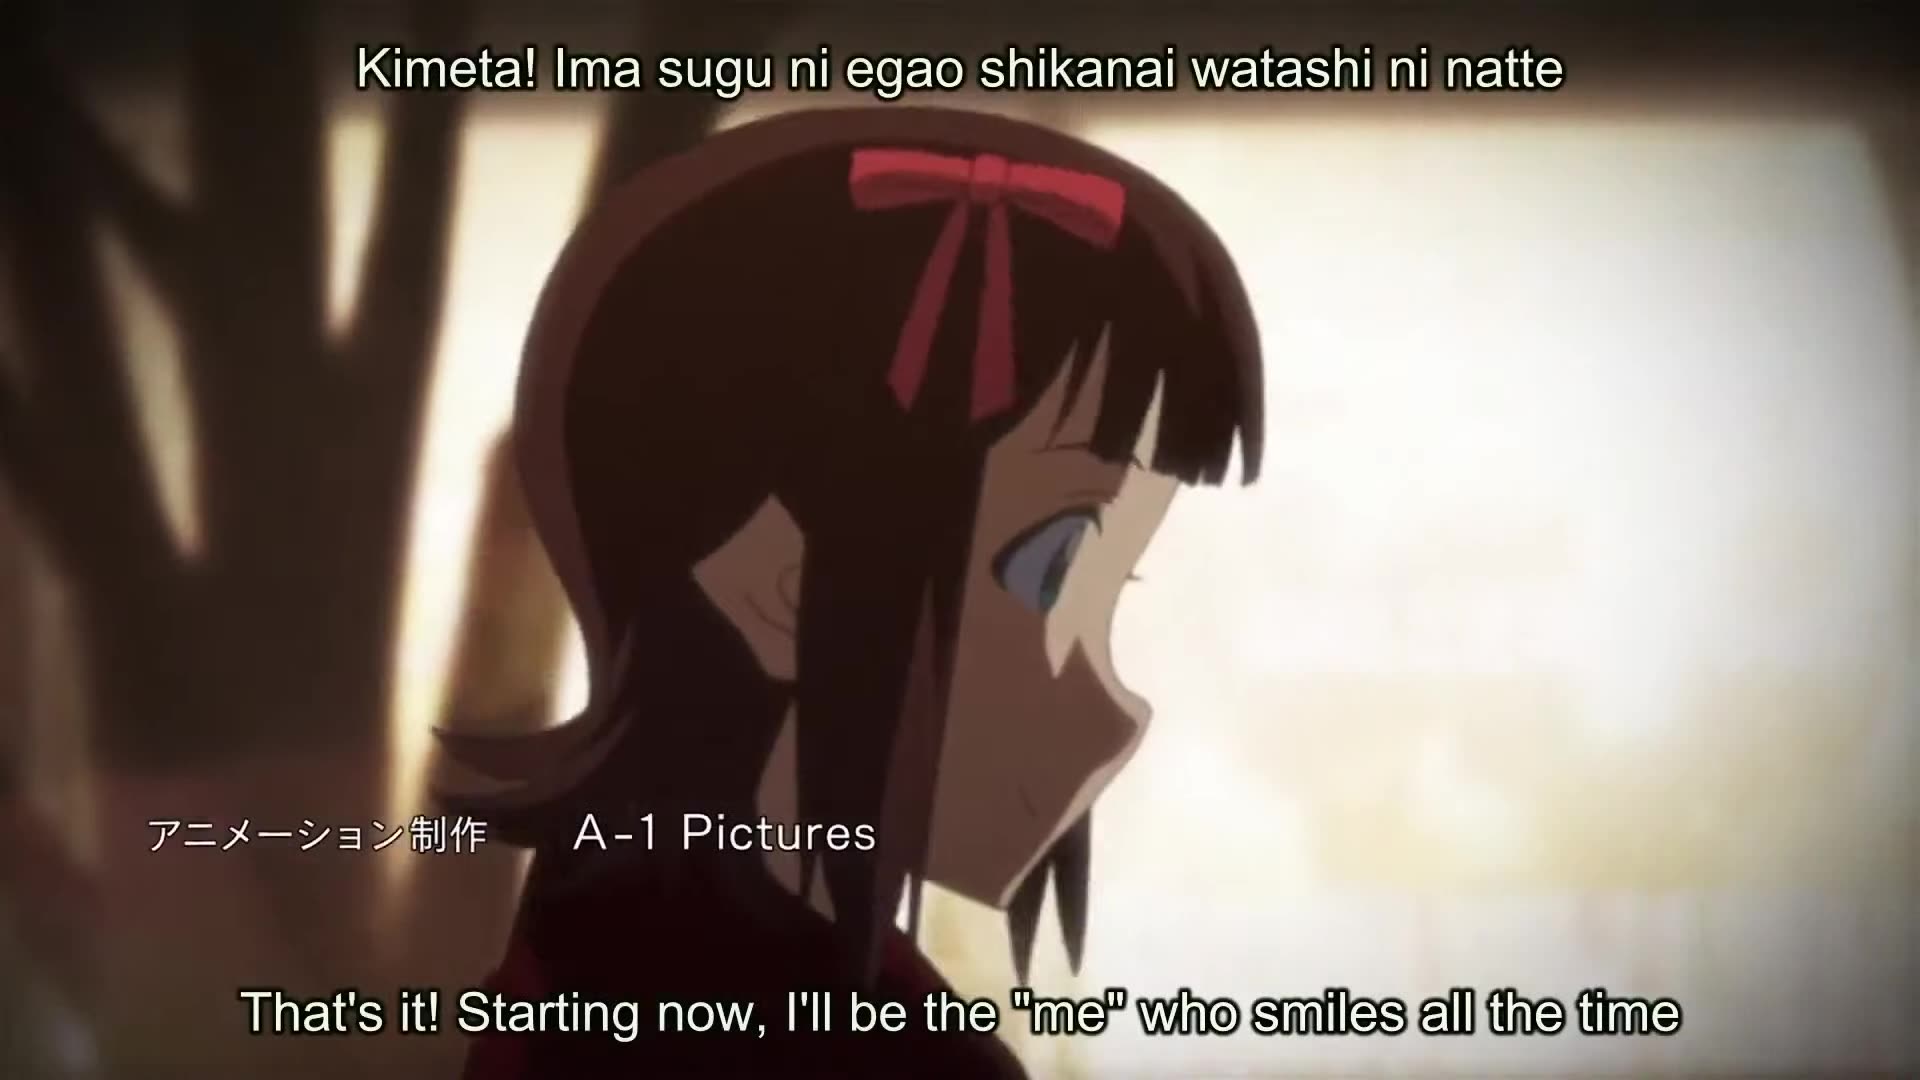 Kimeta! Ima sugu ni egao shikanai watashi ni natte
アニメーション制作 A-1 Pictures
That's it! Starting now, I'll be the "me" who smiles all the time